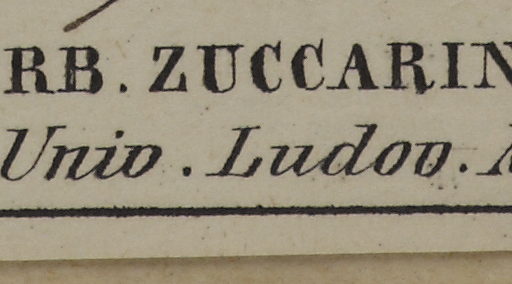 RB. ZUCCARIN
Univ. Ludov.